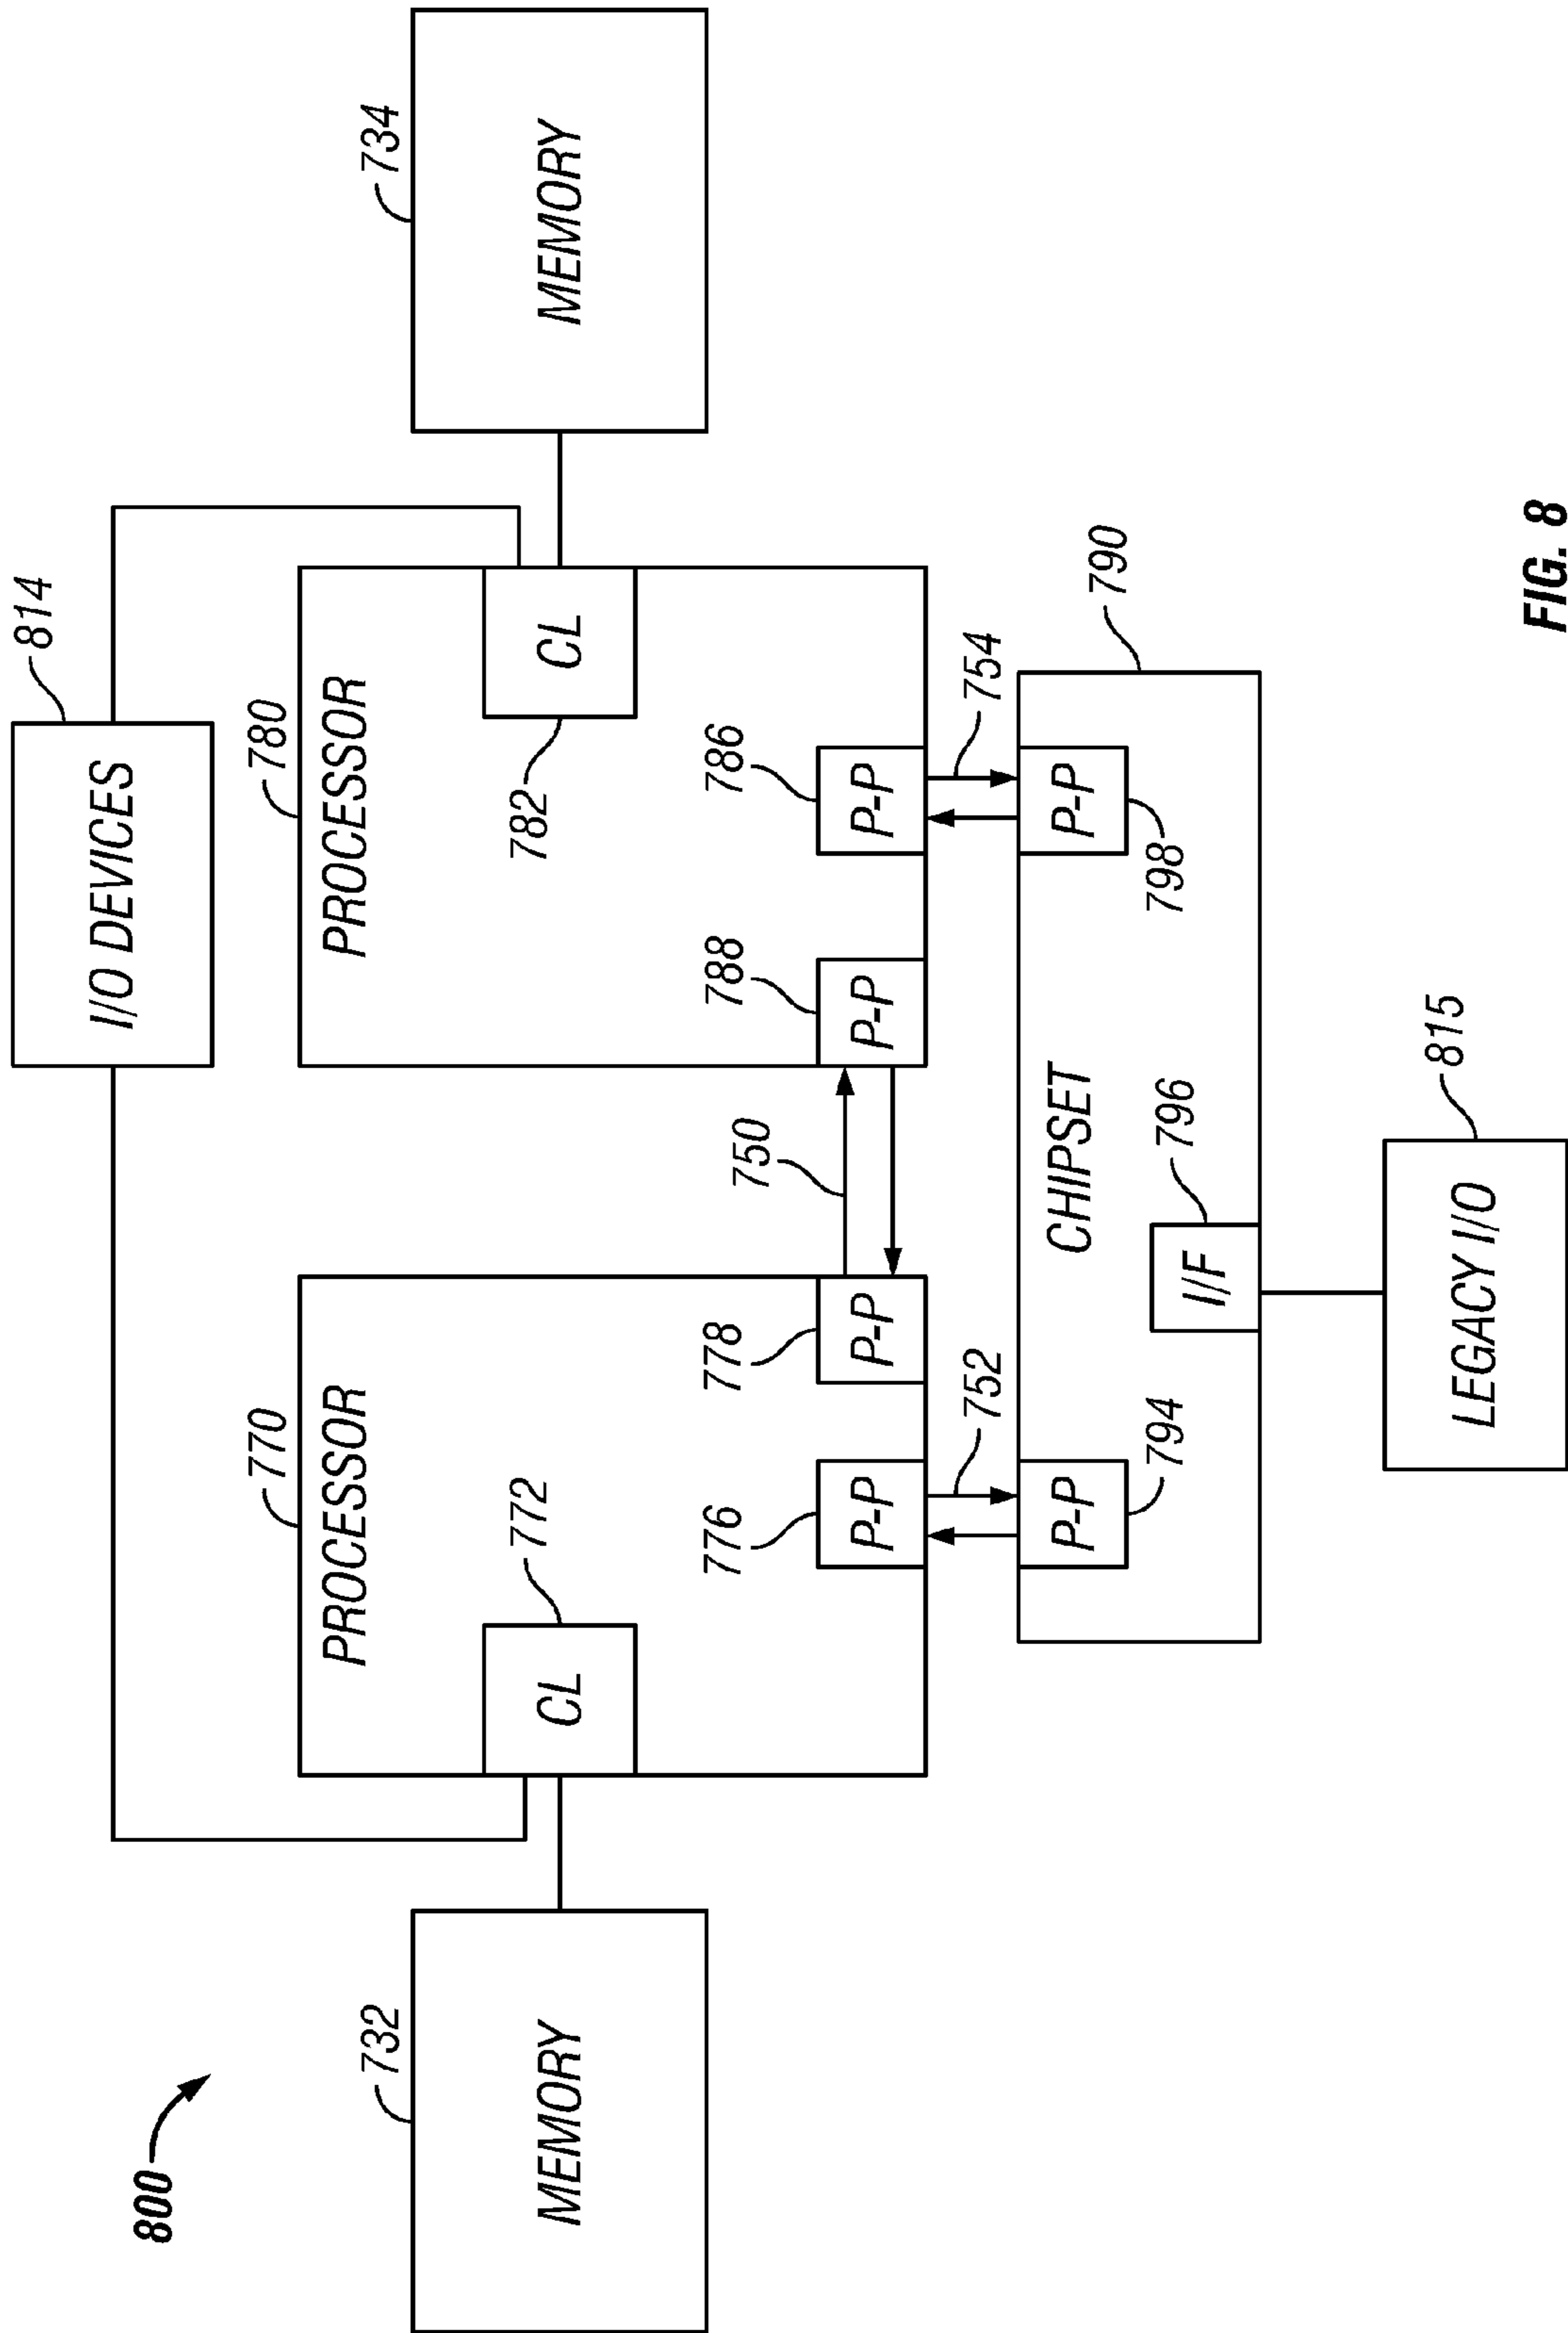 800
814
I/O DEVICES
732
MEMORY
770
PROCESSOR
772
CL
776
P-P
778
P-P
750
780
PROCESSOR
782
CL
788
P-P
786
P-P
734
MEMORY
752
754
790
CHIPSET
794
P-P
798
P-P
796
I/F
815
LEGACY I/O
FIG. 8